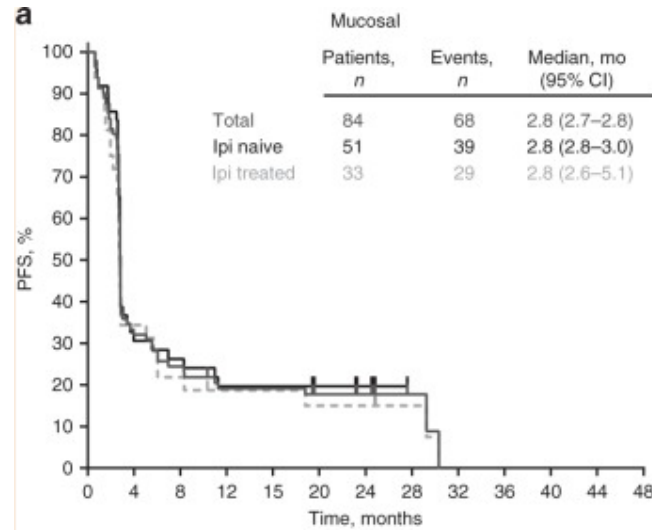 a
Mucosal
Patients, n Events, n Median, mo (95% CI)
Total 84 68 2.8 (2.7–2.8)
Ipi naive 51 39 2.8 (2.8–3.0)
Ipi treated 33 29 2.8 (2.6–5.1)
PFS, %
100
90
80
70
60
50
40
30
20
10
0
0 4 8 12 16 20 24 28 32 36 40 44 48
Time, months